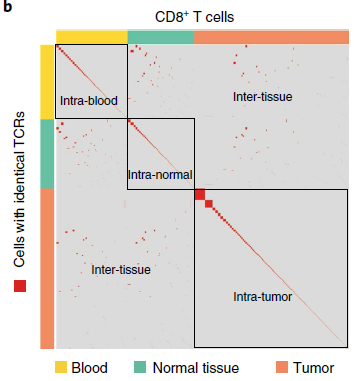 b
CD8⁺ T cells
Cells with identical TCRs
Intra-blood
Inter-tissue
Intra-normal
Inter-tissue
Intra-tumor
Blood
Normal tissue
Tumor